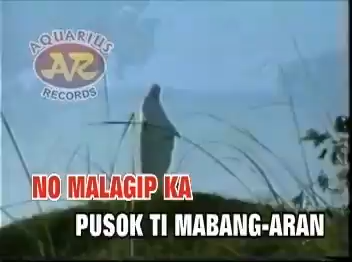 AQUARIUS
AR
RECORDS
NO MALAGIP KA
PUSOK TI MABANG-ARAN